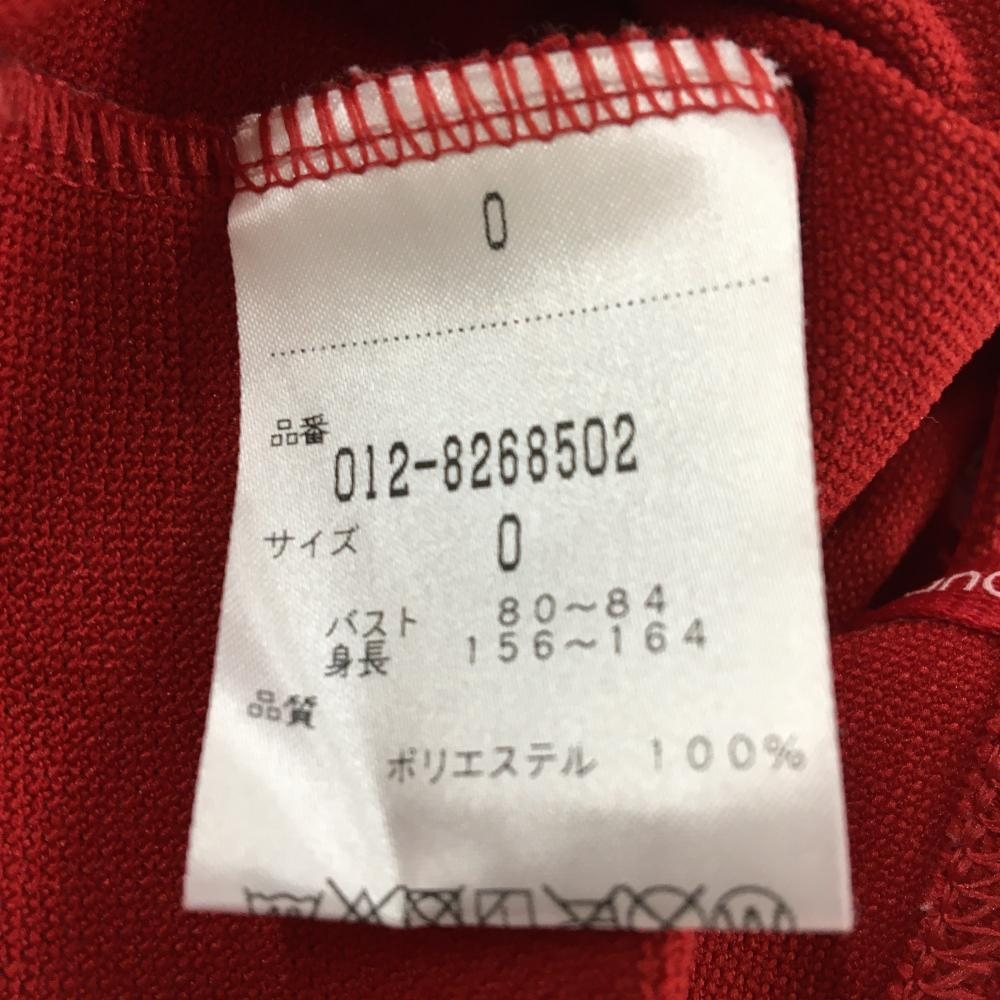 0
品番
012-8268502
サイズ 0
バスト 80～84
身長 156～164
品質
ポリエステル 100%